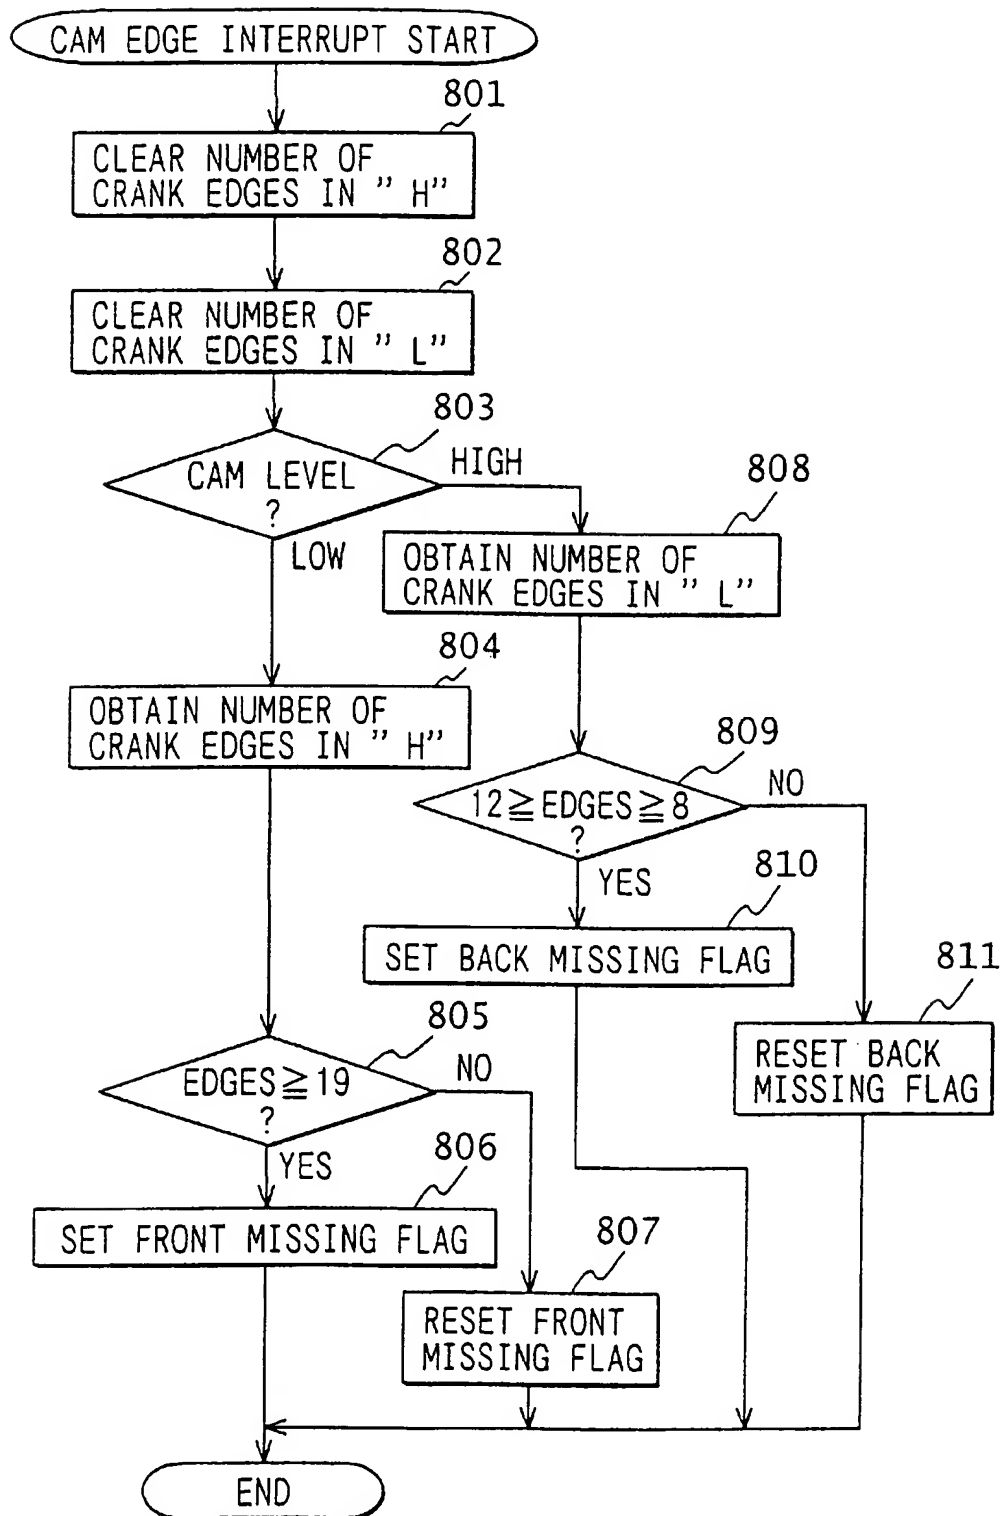 CAM EDGE INTERRUPT START
801
CLEAR NUMBER OF
CRANK EDGES IN ” H”
802
CLEAR NUMBER OF
CRANK EDGES IN ” L”
803
CAM LEVEL
?
HIGH
LOW
808
OBTAIN NUMBER OF
CRANK EDGES IN ” L”
804
OBTAIN NUMBER OF
CRANK EDGES IN ” H”
809
12≧EDGES≧8
?
NO
YES
810
SET BACK MISSING FLAG
811
RESET BACK
MISSING FLAG
805
EDGES≧19
?
NO
YES
806
SET FRONT MISSING FLAG
807
RESET FRONT
MISSING FLAG
END